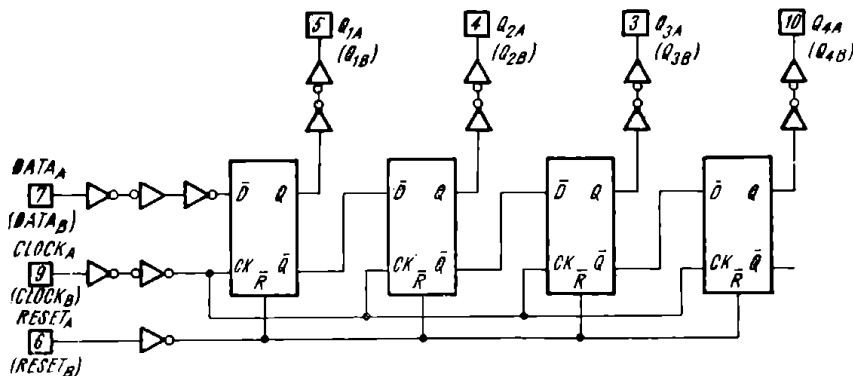 5 Q1A
(Q1B)
4 Q2A
(Q2B)
3 Q3A
(Q3B)
10 Q4A
(Q4B)
DATAA
7
(DATAB)
CLOCKA
9
(CLOCKB)
RESETA
6
(RESETB)
D̄ Q
CK R̄ Q̄
D̄ Q
CK R̄ Q̄
D̄ Q
CK R̄ Q̄
D̄ Q
CK R̄ Q̄